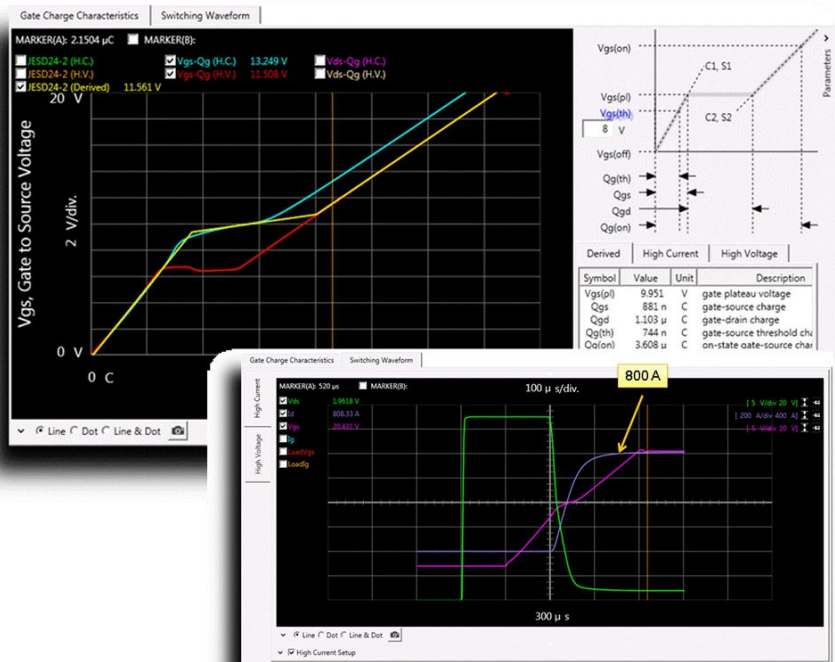 Gate Charge Characteristics Switching Waveform
MARKER(A): 2.1504 µC MARKER(B):
JESD24-2 (H.C.) Vgs-Qg (H.C.) 13.249 V Vds-Qg (H.C.)
JESD24-2 (H.V.) Vgs-Qg (H.V.) 11.508 V Vds-Qg (H.V.)
JESD24-2 (Derived) 11.561 V
20 V
Vgs, Gate to Source Voltage
2 V/div.
0 V
0 C
Line Dot Line & Dot
Parameters
Vgs(on)
C1, S1
Vgs(pl)
Vgs(th)
8 V
C2, S2
Vgs(off)
Qg(th)
Qgs
Qgd
Qg(on)
Derived High Current High Voltage
Symbol Value Unit Description
Vgs(pl) 9.951 V gate plateau voltage
Qgs 881 n C gate-source charge
Qgd 1.103 µ C gate-drain charge
Qg(th) 744 n C gate-source threshold cha
Qg(on) 3.608 µ C on-state gate-source char
Gate Charge Characteristics Switching Waveform
High Current
High Voltage
MARKER(A): 520 µs MARKER(B):
100 µ s/div.
800 A
Vds 1.9518 V
Id 808.33 A
Vgs 20.431 V
Ig
LoadVgs
LoadIg
[ 5 V/div 20 V]
[ 200 A/div 400 A]
[ 5 V/div 10 V]
300 µ s
Line Dot Line & Dot
High Current Setup